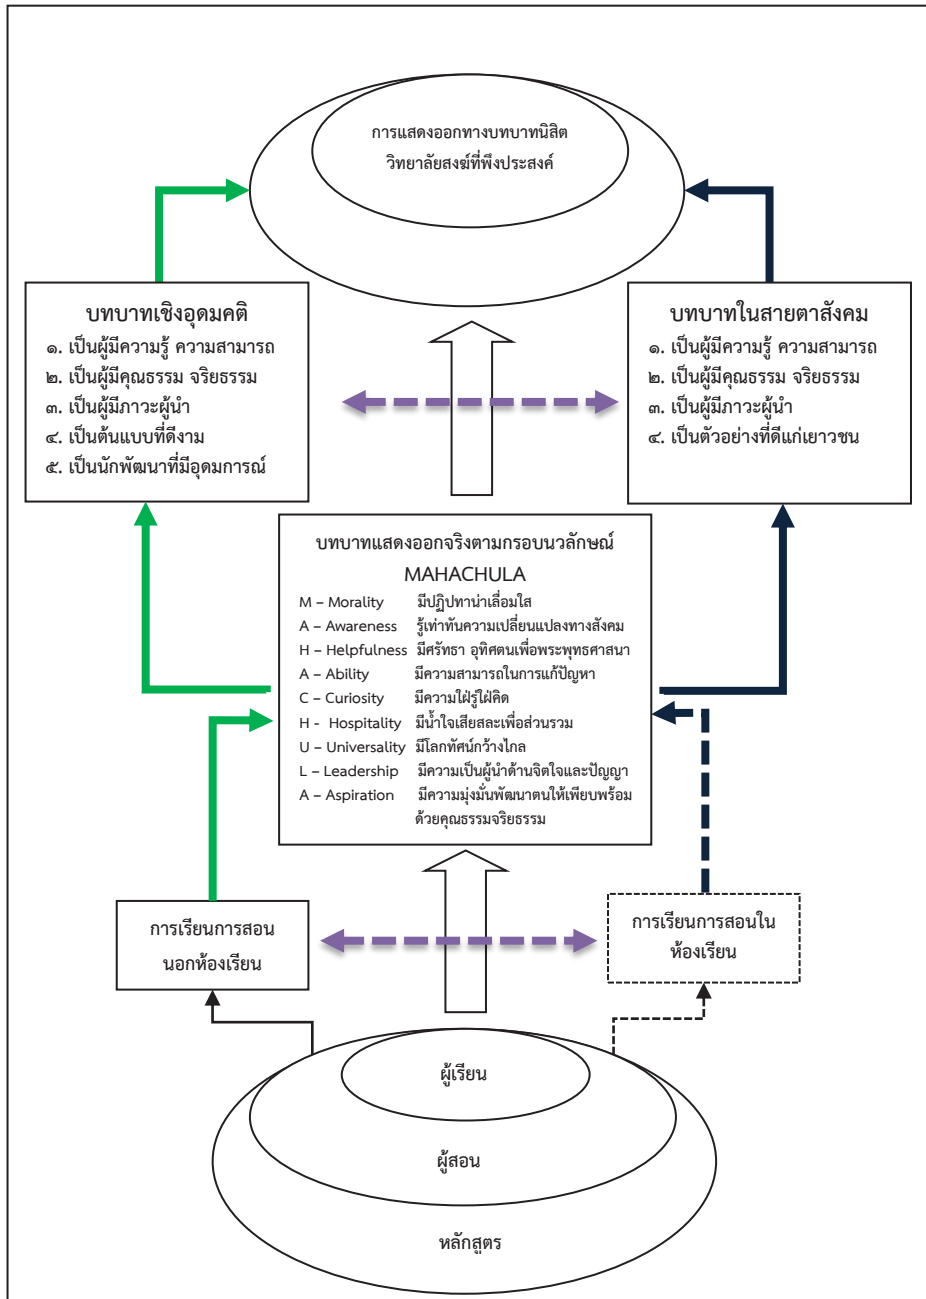 การแสดงออกทางบทบาทนิสิต
วิทยาลัยสงฆ์ที่พึงประสงค์
บทบาทเชิงอุดมคติ
๑. เป็นผู้มีความรู้ ความสามารถ
๒. เป็นผู้มีคุณธรรม จริยธรรม
๓. เป็นผู้มีภาวะผู้นำ
๔. เป็นต้นแบบที่ดีงาม
๕. เป็นนักพัฒนาที่มีอุดมการณ์
บทบาทในสายตาสังคม
๑. เป็นผู้มีความรู้ ความสามารถ
๒. เป็นผู้มีคุณธรรม จริยธรรม
๓. เป็นผู้มีภาวะผู้นำ
๔. เป็นตัวอย่างที่ดีแก่เยาวชน
บทบาทแสดงออกจริงตามกรอบนวลักษณ์
MAHACHULA
M – Morality มีปฏิปทาน่าเลื่อมใส
A – Awareness รู้เท่าทันความเปลี่ยนแปลงทางสังคม
H – Helpfulness มีศรัทธา อุทิศตนเพื่อพระพุทธศาสนา
A – Ability มีความสามารถในการแก้ปัญหา
C – Curiosity มีความใฝ่รู้ใฝ่คิด
H - Hospitality มีน้ำใจเสียสละเพื่อส่วนรวม
U – Universality มีโลกทัศน์กว้างไกล
L – Leadership มีความเป็นผู้นำด้านจิตใจและปัญญา
A – Aspiration มีความมุ่งมั่นพัฒนาตนให้เพียบพร้อม
ด้วยคุณธรรมจริยธรรม
การเรียนการสอน
นอกห้องเรียน
การเรียนการสอนใน
ห้องเรียน
ผู้เรียน
ผู้สอน
หลักสูตร